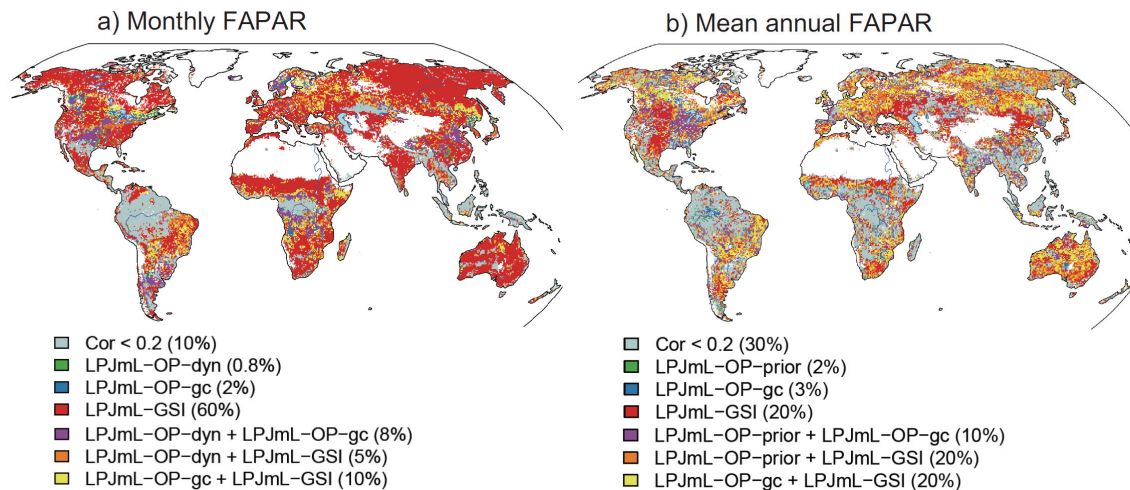 a) Monthly FAPAR
Cor < 0.2 (10%)
LPJmL−OP−dyn (0.8%)
LPJmL−OP−gc (2%)
LPJmL−GSI (60%)
LPJmL−OP−dyn + LPJmL−OP−gc (8%)
LPJmL−OP−dyn + LPJmL−GSI (5%)
LPJmL−OP−gc + LPJmL−GSI (10%)
b) Mean annual FAPAR
Cor < 0.2 (30%)
LPJmL−OP−prior (2%)
LPJmL−OP−gc (3%)
LPJmL−GSI (20%)
LPJmL−OP−prior + LPJmL−OP−gc (10%)
LPJmL−OP−prior + LPJmL−GSI (20%)
LPJmL−OP−gc + LPJmL−GSI (20%)